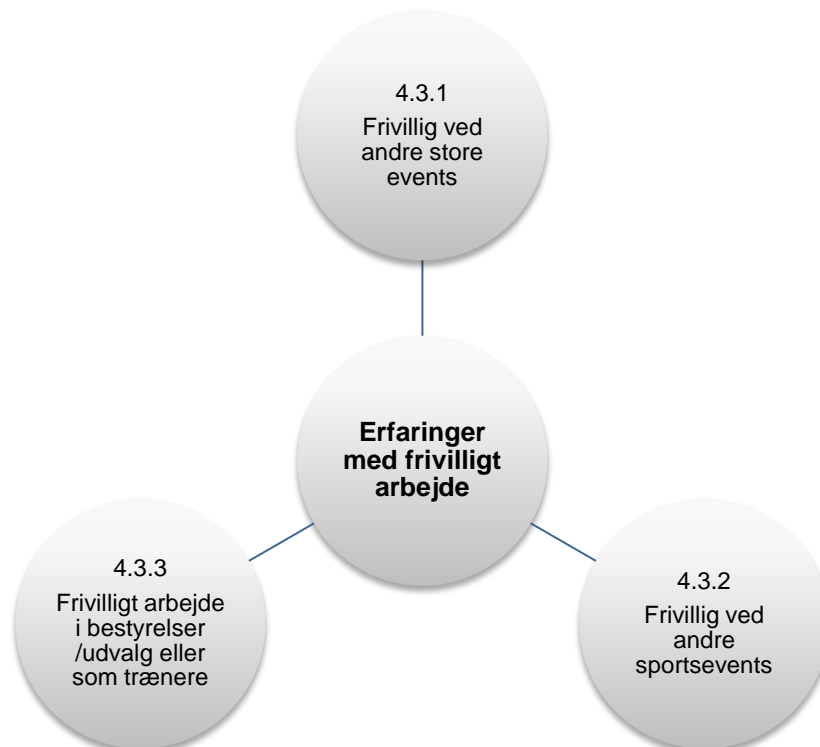 4.3.1
Frivillig ved
andre store
events
Erfaringer
med frivilligt
arbejde
4.3.3
Frivilligt arbejde
i bestyrelser
/udvalg eller
som trænere
4.3.2
Frivillig ved
andre
sportsevents